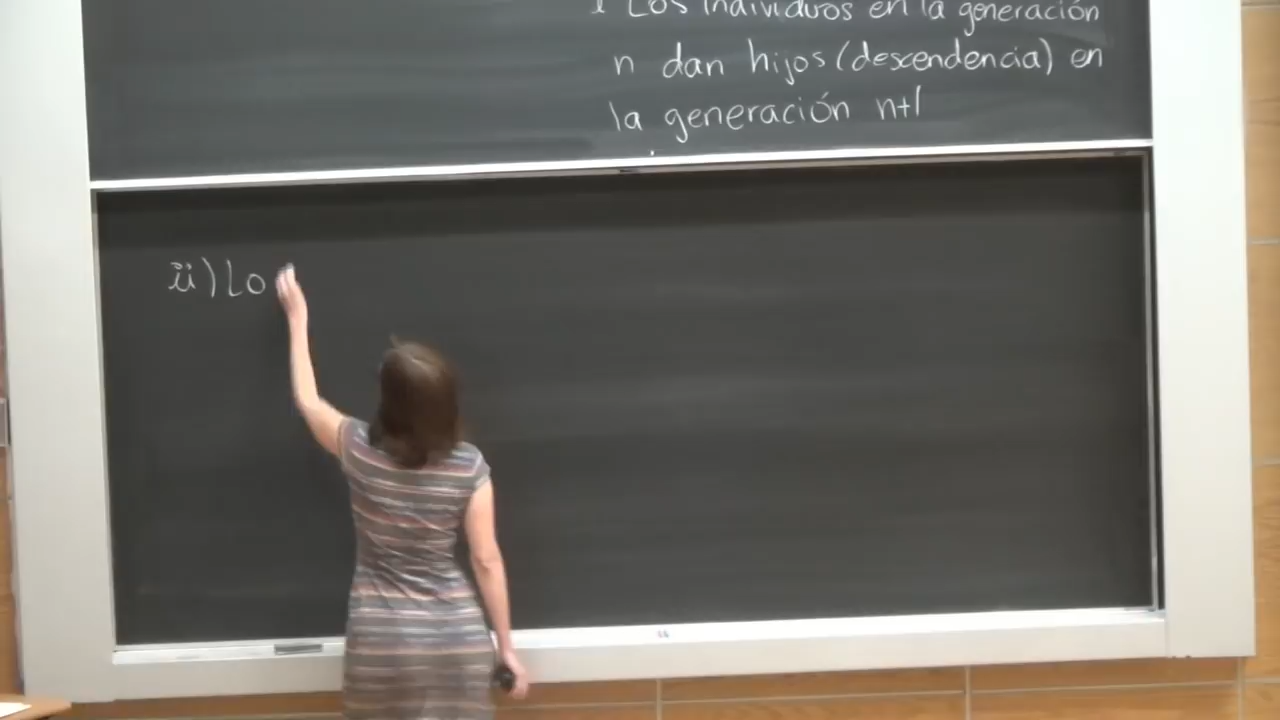 Los individuos en la generación
n dan hijos (descendencia) en
la generación n+1
ii) Lo